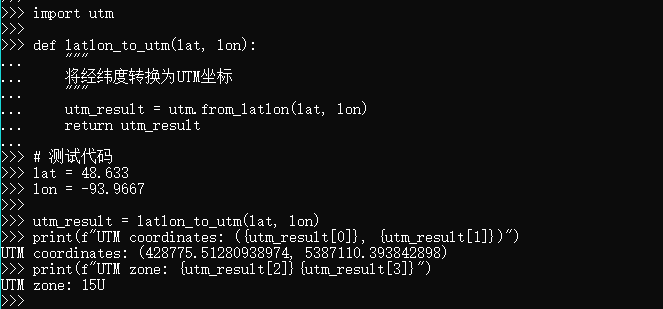 >>> import utm
>>>
>>> def latlon_to_utm(lat, lon):
...     """
...     将经纬度转换为UTM坐标
...     """
...     utm_result = utm.from_latlon(lat, lon)
...     return utm_result
...
>>> # 测试代码
>>> lat = 48.633
>>> lon = -93.9667
>>>
>>> utm_result = latlon_to_utm(lat, lon)
>>> print(f"UTM coordinates: ({utm_result[0]}, {utm_result[1]})")
UTM coordinates: (428775.51280938974, 5387110.393842898)
>>> print(f"UTM zone: {utm_result[2]}{utm_result[3]}")
UTM zone: 15U
>>>